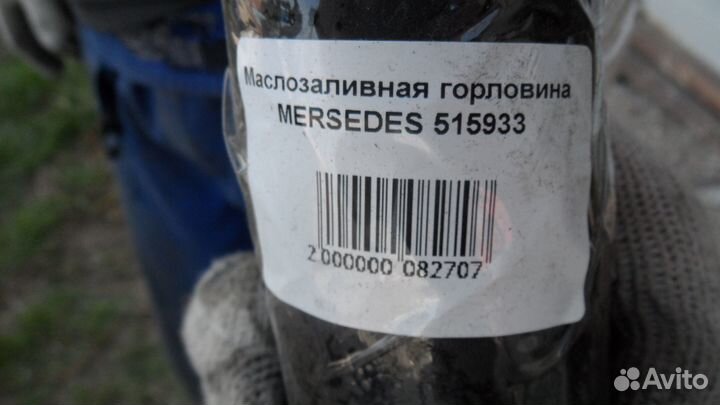 Маслозаливная горловина
MERSEDES 515933
2 000000 082707
Avito